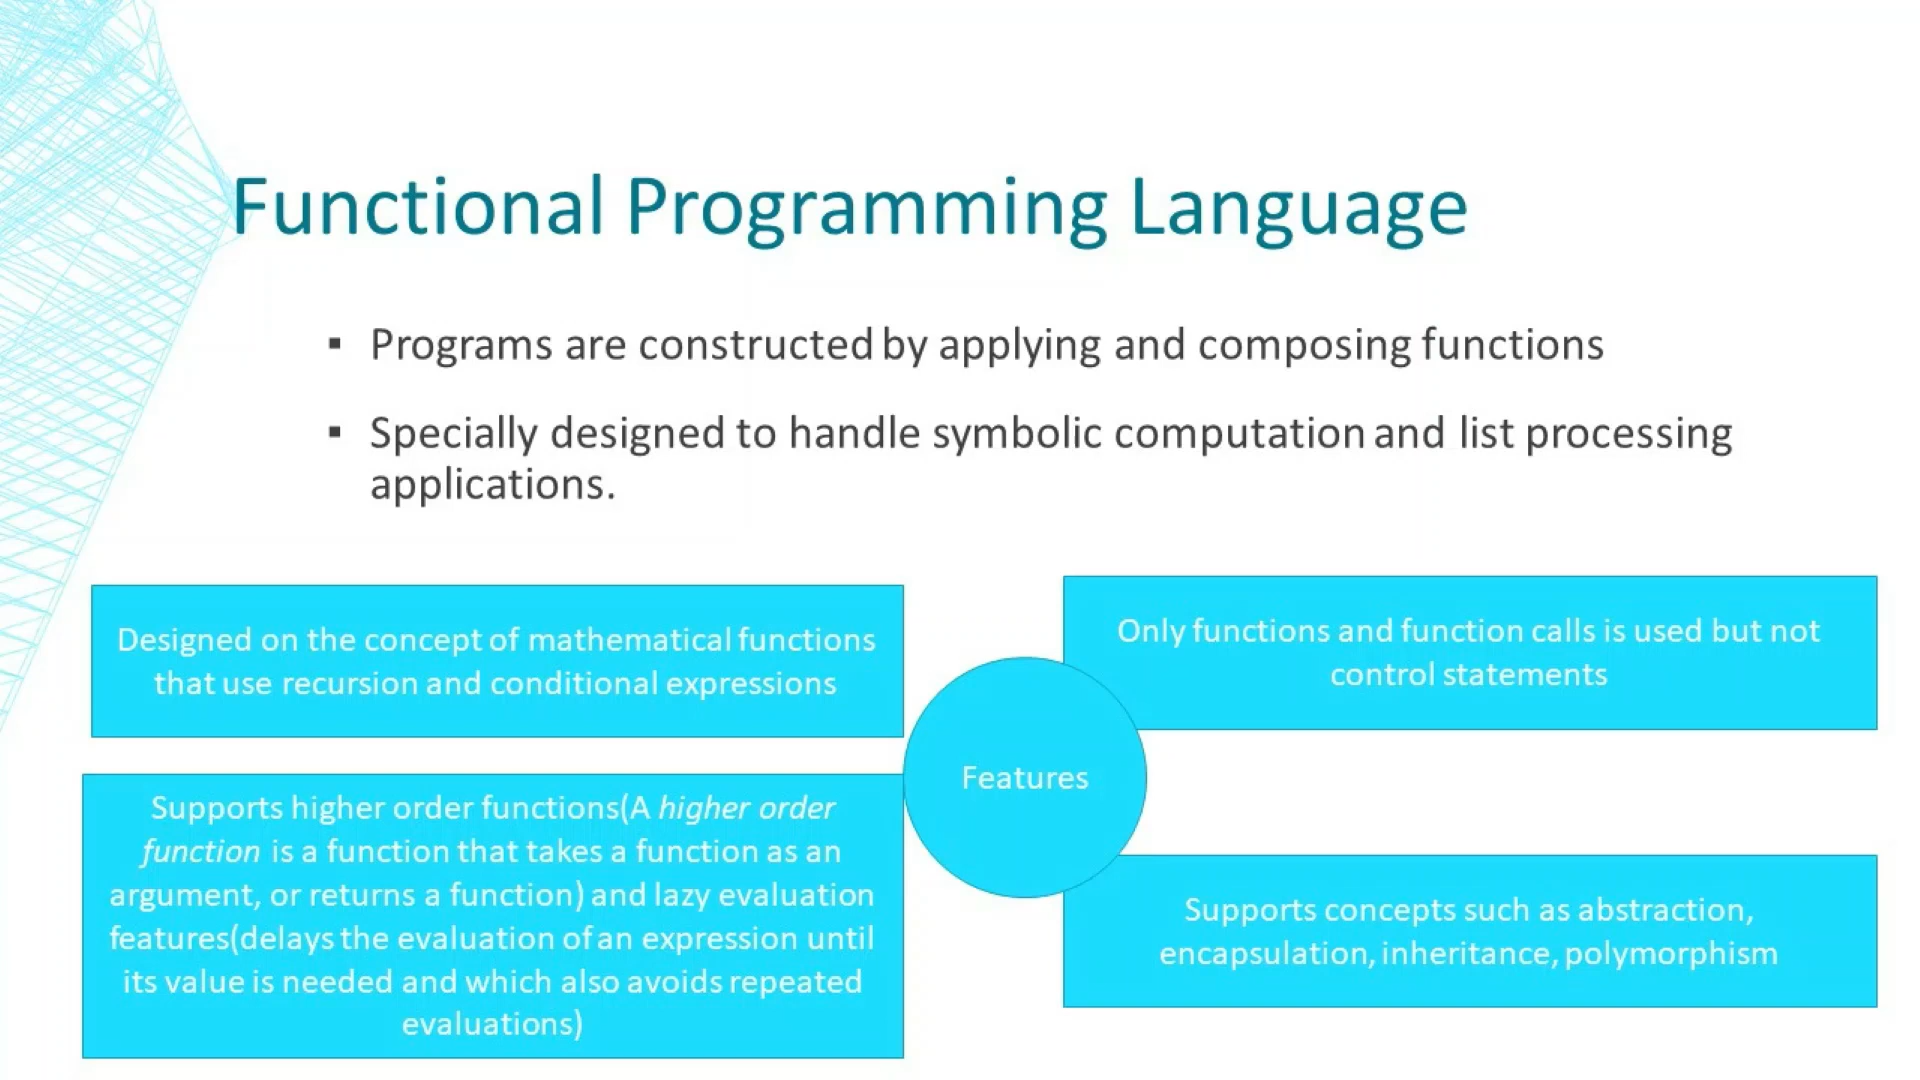 Functional Programming Language
▪ Programs are constructed by applying and composing functions
▪ Specially designed to handle symbolic computation and list processing
applications.
Designed on the concept of mathematical functions
that use recursion and conditional expressions
Only functions and function calls is used but not
control statements
Features
Supports higher order functions(A higher order
function is a function that takes a function as an
argument, or returns a function) and lazy evaluation
features(delays the evaluation of an expression until
its value is needed and which also avoids repeated
evaluations)
Supports concepts such as abstraction,
encapsulation, inheritance, polymorphism